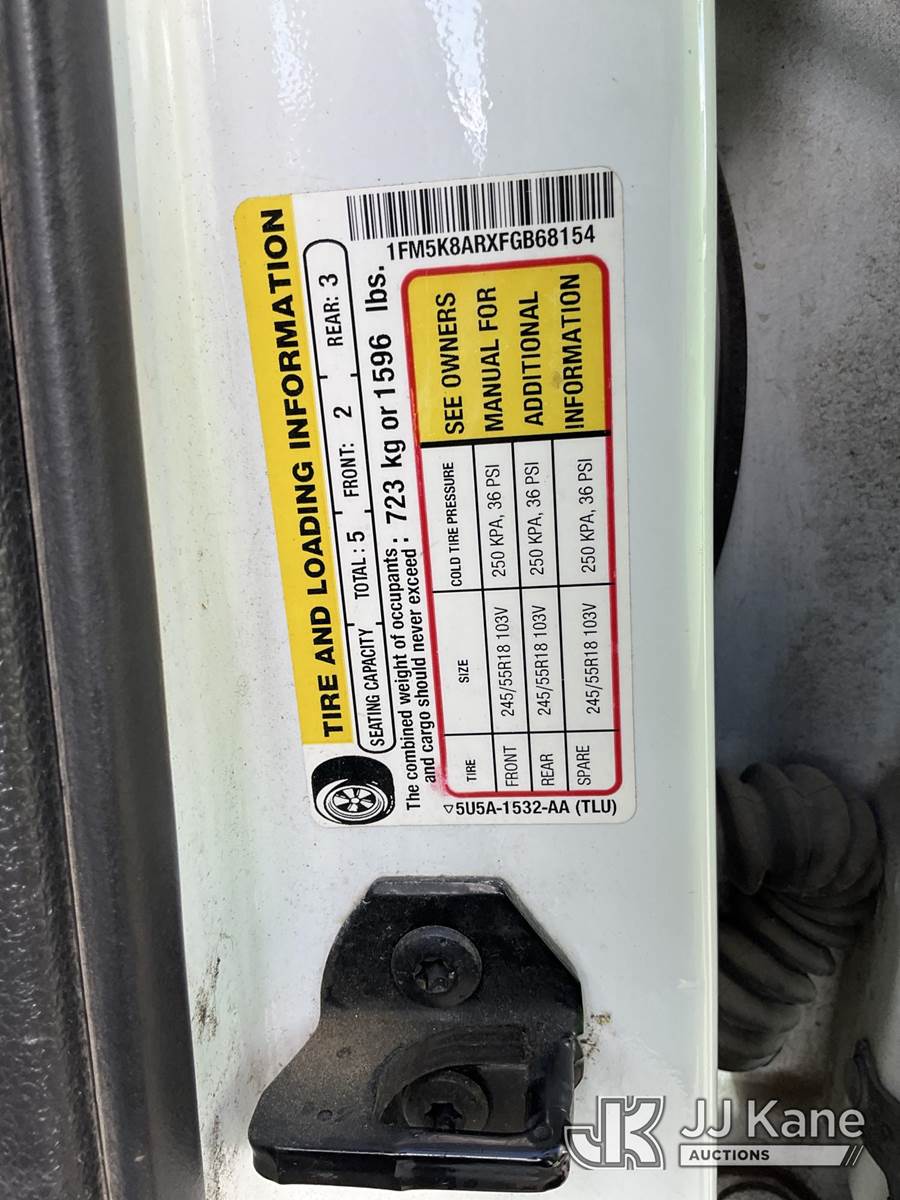 TIRE AND LOADING INFORMATION
SEATING CAPACITY TOTAL : 5 FRONT: 2 REAR: 3
The combined weight of occupants : 723 kg or 1596 lbs.
and cargo should never exceed :
1FM5K8ARXFGB68154
TIRE SIZE COLD TIRE PRESSURE
FRONT 245/55R18 103V 250 KPA, 36 PSI
REAR 245/55R18 103V 250 KPA, 36 PSI
SPARE 245/55R18 103V 250 KPA, 36 PSI
SEE OWNERS
MANUAL FOR
ADDITIONAL
INFORMATION
5U5A-1532-AA (TLU)
JK JJ Kane
AUCTIONS